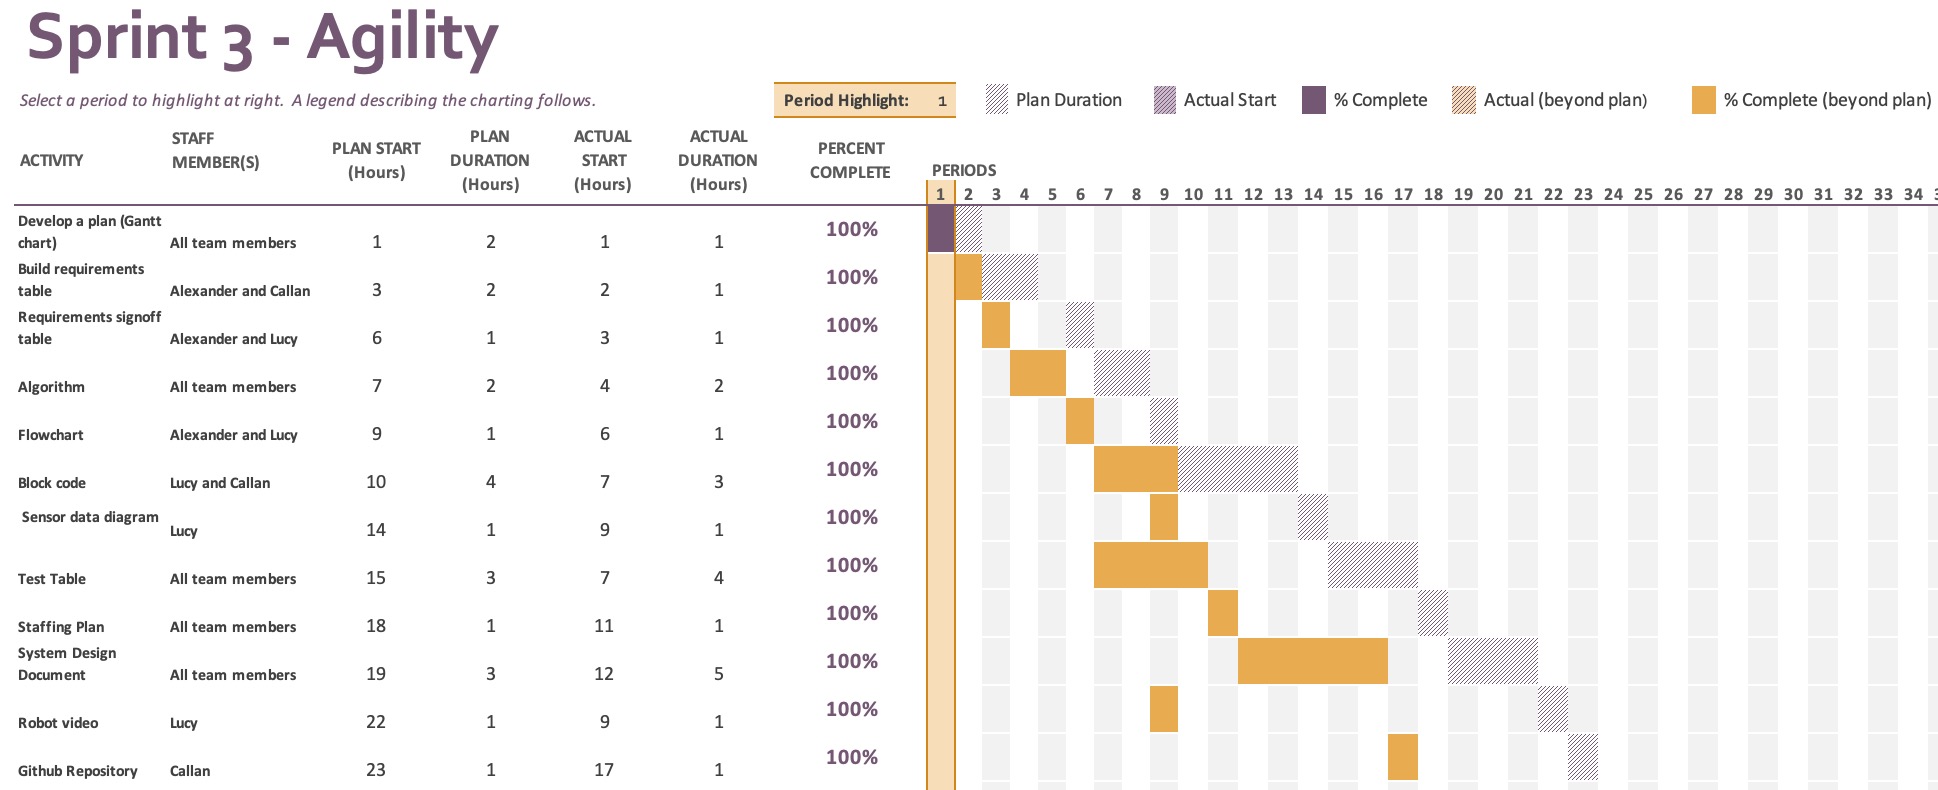 Sprint 3 - Agility
Select a period to highlight at right. A legend describing the charting follows.
Period Highlight: 1
Plan Duration
Actual Start
% Complete
Actual (beyond plan)
% Complete (beyond plan)
ACTIVITY
STAFF
MEMBER(S)
PLAN START
(Hours)
PLAN
DURATION
(Hours)
ACTUAL
START
(Hours)
ACTUAL
DURATION
(Hours)
PERCENT
COMPLETE
PERIODS
1 2 3 4 5 6 7 8 9 10 11 12 13 14 15 16 17 18 19 20 21 22 23 24 25 26 27 28 29 30 31 32 33 34
Develop a plan (Gantt
chart) All team members 1 2 1 1 100%
Build requirements
table Alexander and Callan 3 2 2 1 100%
Requirements signoff
table Alexander and Lucy 6 1 3 1 100%
Algorithm All team members 7 2 4 2 100%
Flowchart Alexander and Lucy 9 1 6 1 100%
Block code Lucy and Callan 10 4 7 3 100%
Sensor data diagram Lucy 14 1 9 1 100%
Test Table All team members 15 3 7 4 100%
Staffing Plan All team members 18 1 11 1 100%
System Design
Document All team members 19 3 12 5 100%
Robot video Lucy 22 1 9 1 100%
Github Repository Callan 23 1 17 1 100%